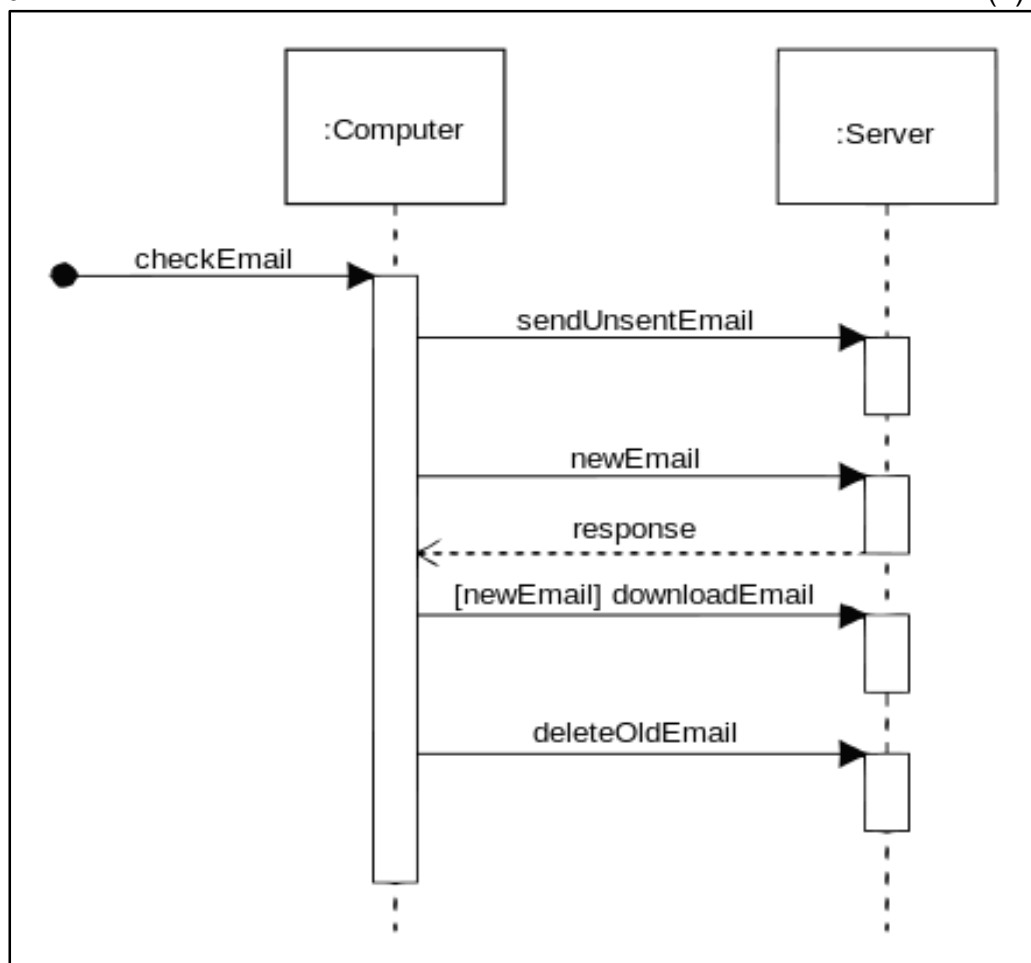 :Computer
:Server
checkEmail
sendUnsentEmail
newEmail
response
[newEmail] downloadEmail
deleteOldEmail